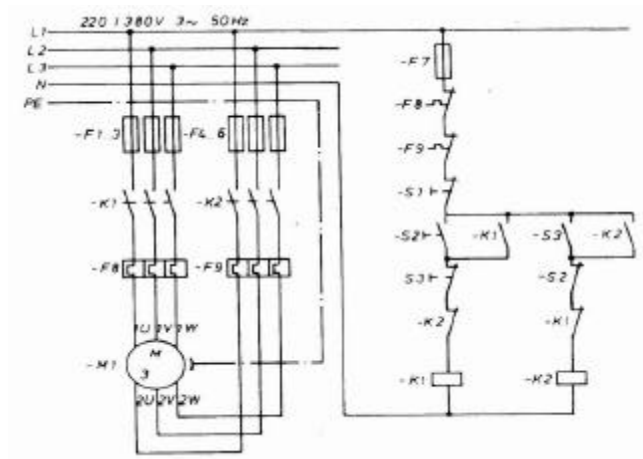 220 / 380V 3~ 50Hz
L1
L2
L3
N
PE
-F7
-F8
-F1..3
-F4..6
-F9
-S1
-K1
-K2
-S2
-K1
-S3
-K2
-F8
-F9
S3
-S2
1U 1V 1W
-K2
-K1
M
3
-M1
2U 2V 2W
-K1
-K2